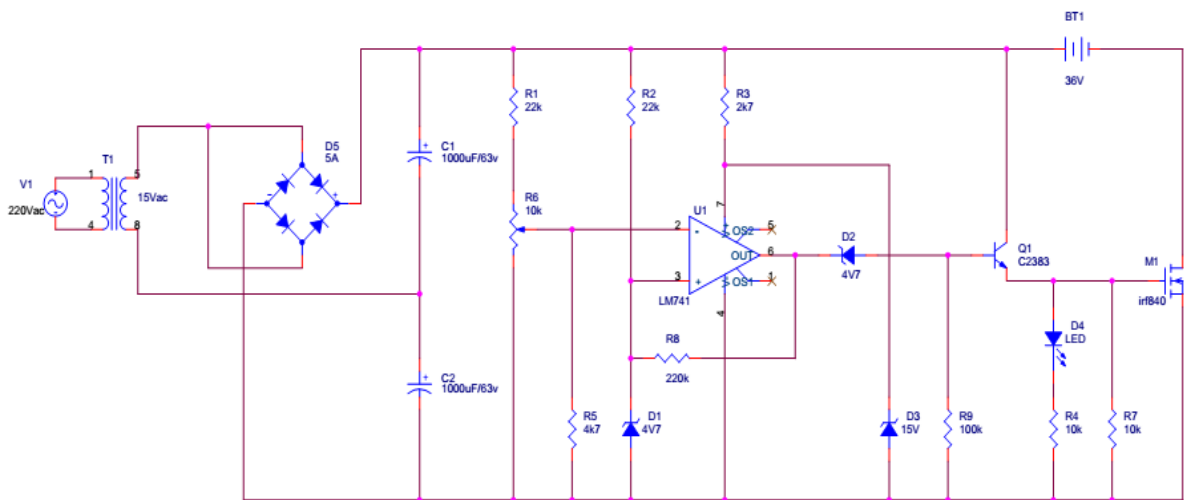 BT1
36V
R1
22k
R2
22k
R3
2k7
D5
5A
C1
1000uF/63v
T1
1
5
V1
15Vac
220Vac
4
8
R6
10k
U1
7
2
-
+
OS2
5
OUT
6
3
+
OS1
1
LM741
4
D2
4V7
Q1
C2383
M1
irf840
R8
220k
D4
LED
C2
1000uF/63v
R5
4k7
D1
4V7
D3
15V
R9
100k
R4
10k
R7
10k